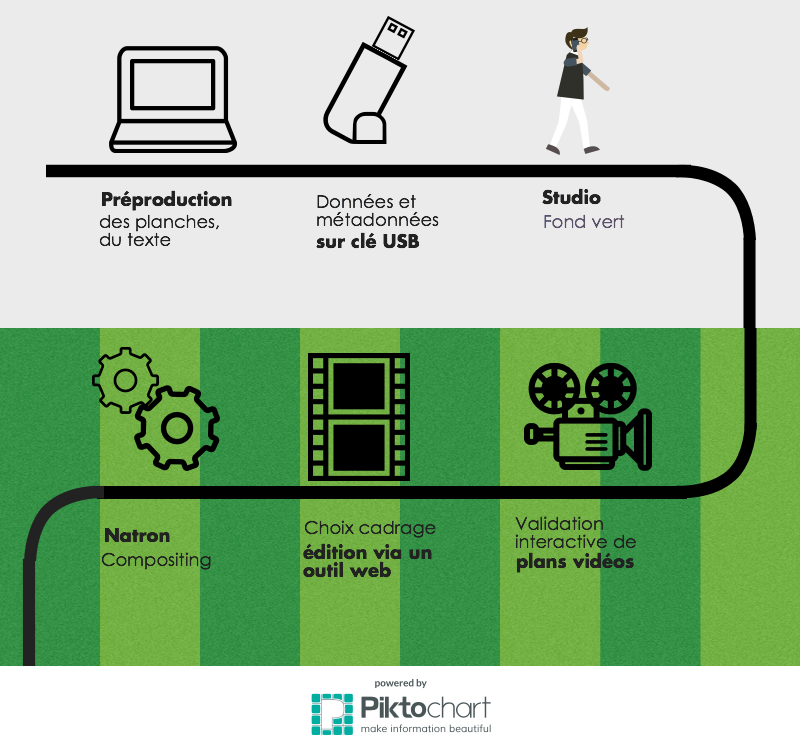 Préproduction
des planches,
du texte
Données et
métadonnées
sur clé USB
Studio
Fond vert
Validation
interactive de
plans vidéos
Choix cadrage
édition via un
outil web
Natron
Compositing
powered by
Piktochart
make information beautiful